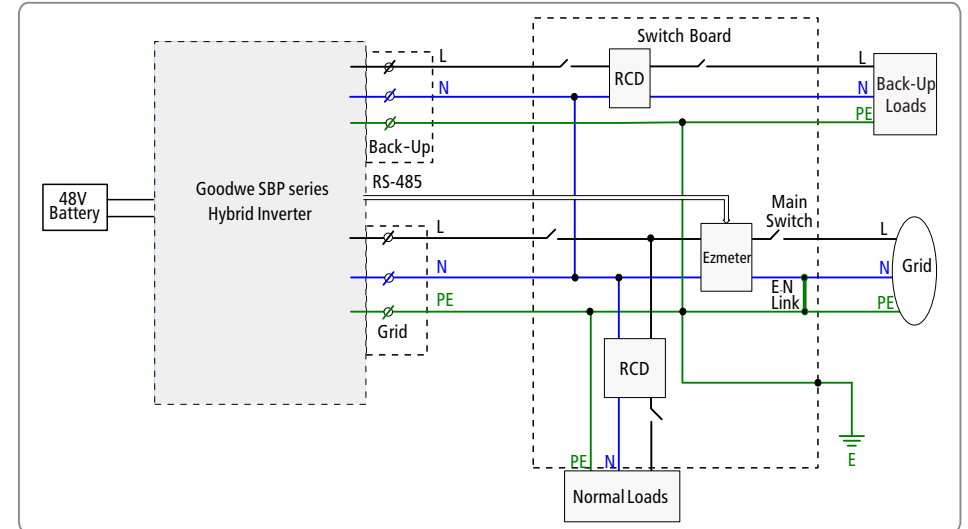 Switch Board
L
RCD
L
N
N
Back-Up
Loads
PE
Back-Up
RS-485
48V
Battery
Goodwe SBP series
Hybrid Inverter
Main
Switch
L
L
Ezmeter
N
N
Grid
E.N
Link
PE
PE
Grid
RCD
E
PE
N
Normal Loads